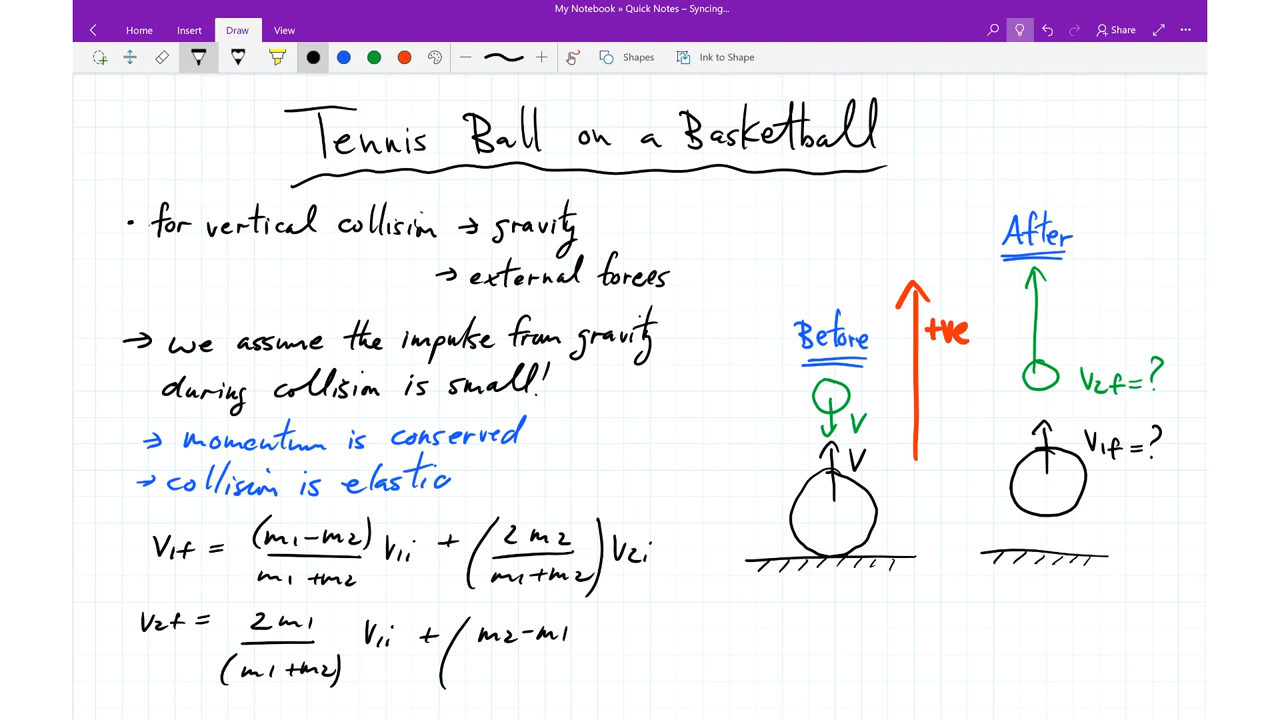 My Notebook » Quick Notes – Syncing...
Home Insert Draw View Share
Shapes Ink to Shape
Tennis Ball on a Basketball
• for vertical collision → gravity
→ external forces
→ we assume the impulse from gravity
during collision is small!
→ momentum is conserved
→ collision is elastic
V1f = (m1-m2)/(m1+m2) V1i + (2m2/(m1+m2)) V2i
V2f = 2m1/(m1+m2) V1i + (m2-m1
Before
V
V
+ve
After
V2f = ?
V1f = ?